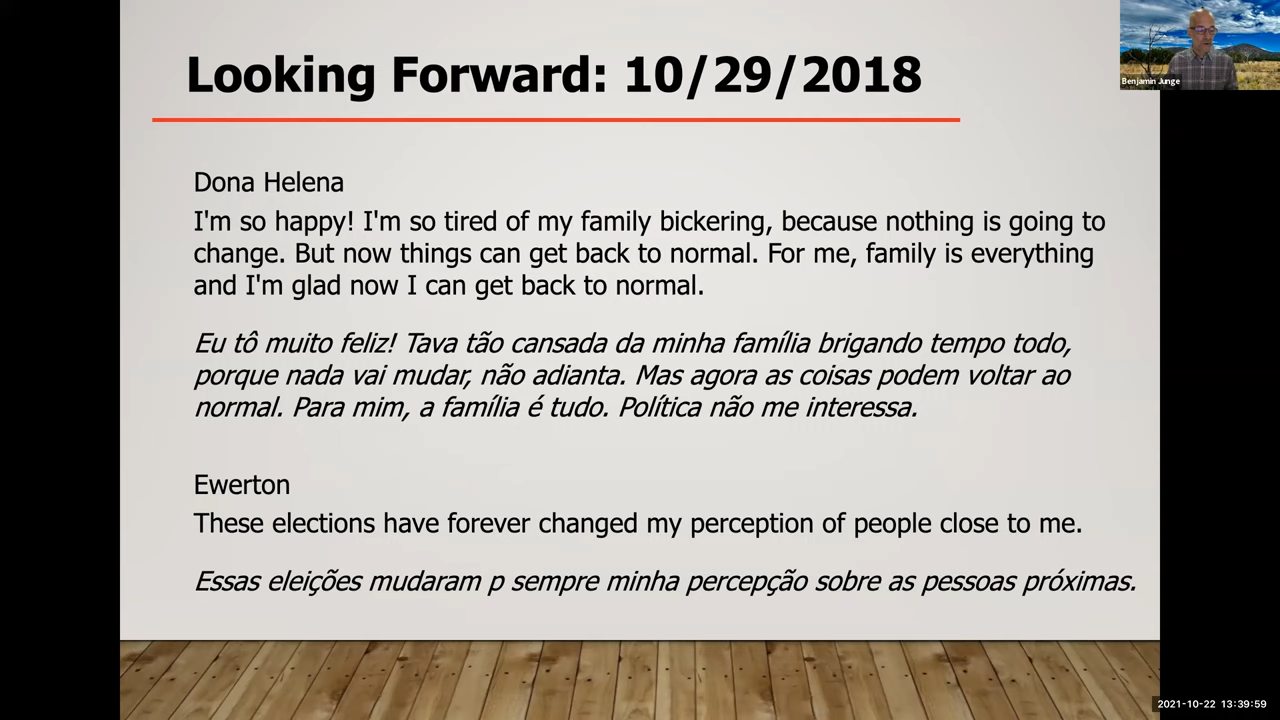 Looking Forward: 10/29/2018
Benjamin Junge
Dona Helena
I'm so happy! I'm so tired of my family bickering, because nothing is going to
change. But now things can get back to normal. For me, family is everything
and I'm glad now I can get back to normal.
Eu tô muito feliz! Tava tão cansada da minha família brigando tempo todo,
porque nada vai mudar, não adianta. Mas agora as coisas podem voltar ao
normal. Para mim, a família é tudo. Política não me interessa.
Ewerton
These elections have forever changed my perception of people close to me.
Essas eleições mudaram p sempre minha percepção sobre as pessoas próximas.
2021-10-22 13:39:59